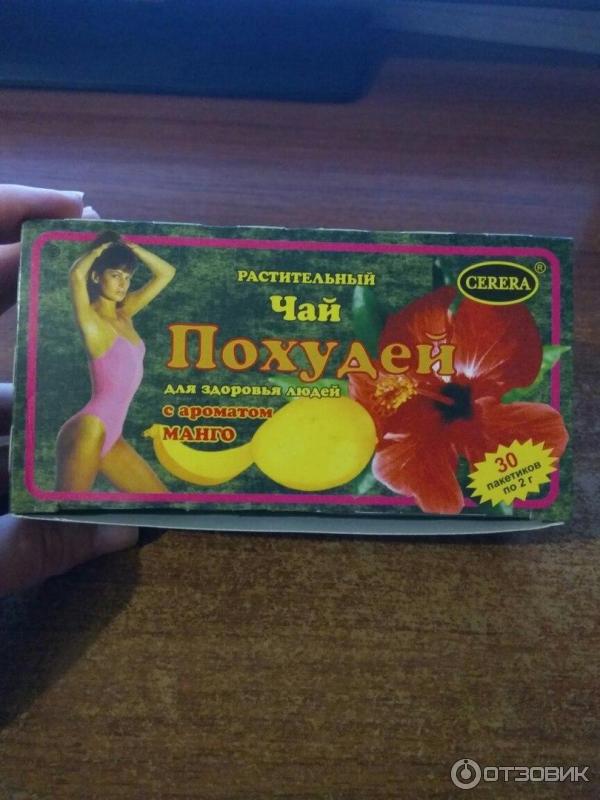 РАСТИТЕЛЬНЫЙ
Чай
Похудей
для здоровья людей
с ароматом
МАНГО
CERERA ®
30
пакетиков
по 2 г
ОТЗОВИК